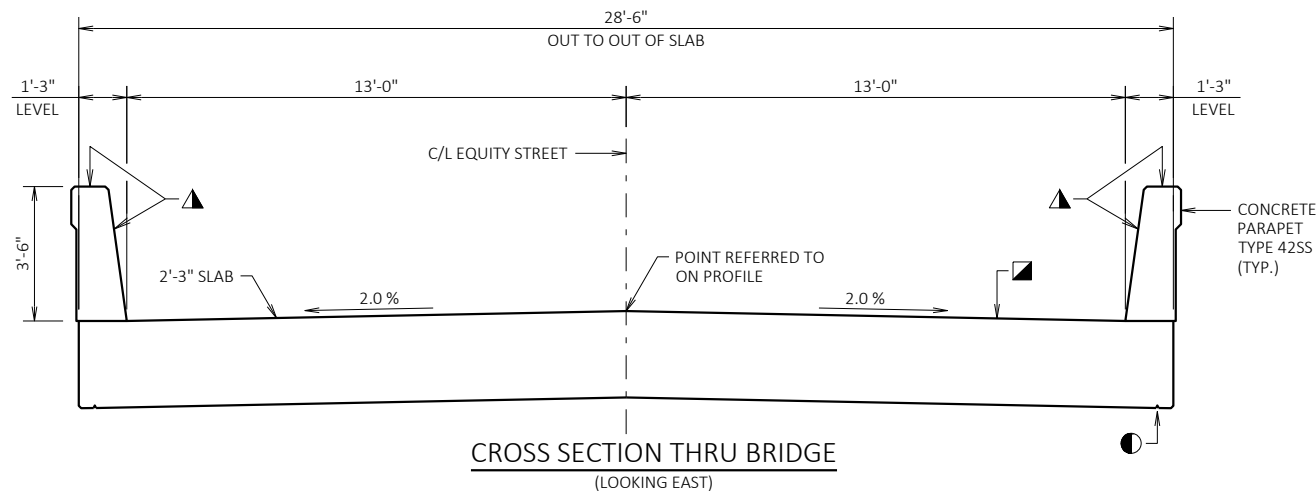 28'-6"
OUT TO OUT OF SLAB
1'-3"
LEVEL
13'-0"
13'-0"
1'-3"
LEVEL
C/L EQUITY STREET
3'-6"
CONCRETE
PARAPET
TYPE 42SS
(TYP.)
2'-3" SLAB
POINT REFERRED TO
ON PROFILE
2.0 %
2.0 %
CROSS SECTION THRU BRIDGE
(LOOKING EAST)